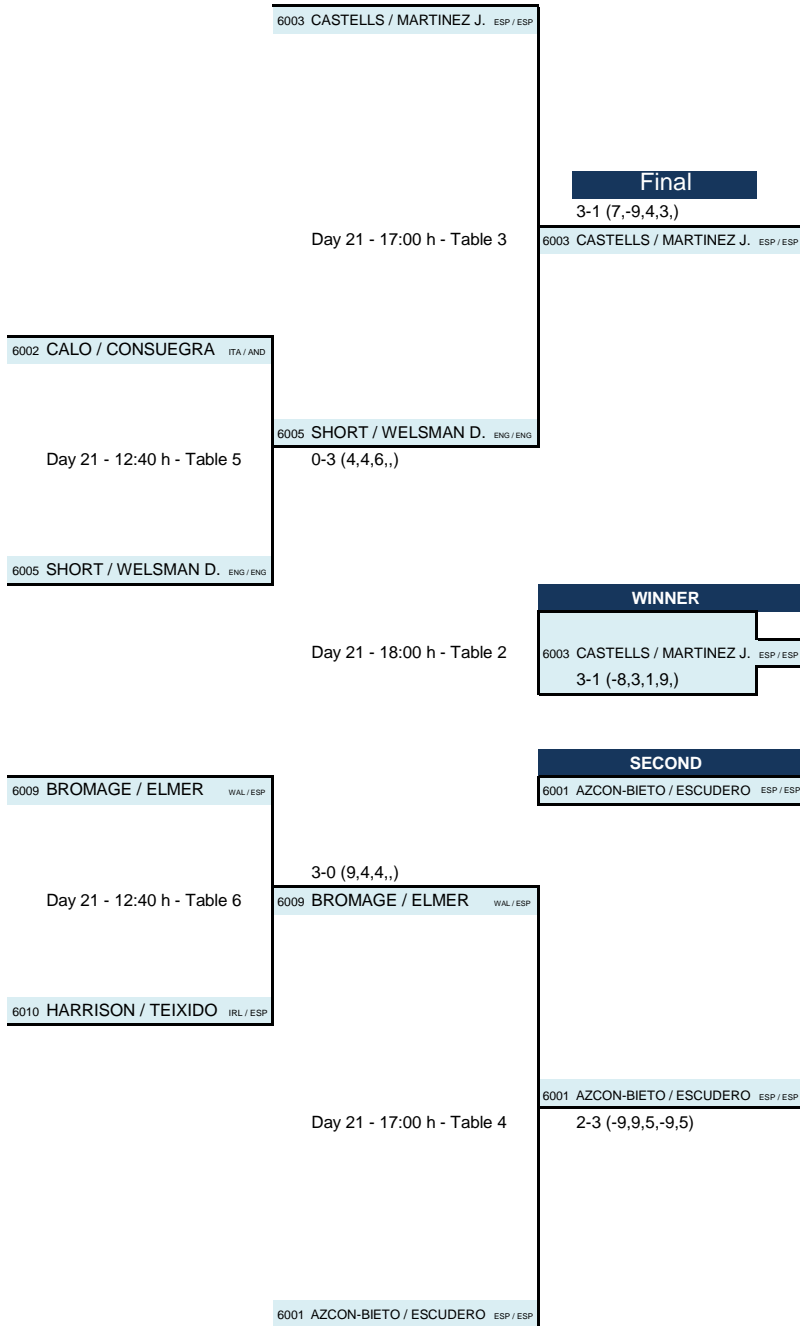 6003 CASTELLS / MARTINEZ J. ESP / ESP
Final
3-1 (7,-9,4,3,)
Day 21 - 17:00 h - Table 3
6003 CASTELLS / MARTINEZ J. ESP / ESP
6002 CALO / CONSUEGRA ITA / AND
6005 SHORT / WELSMAN D. ENG / ENG
Day 21 - 12:40 h - Table 5
0-3 (4,4,6,,)
6005 SHORT / WELSMAN D. ENG / ENG
WINNER
Day 21 - 18:00 h - Table 2
6003 CASTELLS / MARTINEZ J. ESP / ESP
3-1 (-8,3,1,9,)
SECOND
6009 BROMAGE / ELMER WAL / ESP
6001 AZCON-BIETO / ESCUDERO ESP / ESP
3-0 (9,4,4,,)
Day 21 - 12:40 h - Table 6
6009 BROMAGE / ELMER WAL / ESP
6010 HARRISON / TEIXIDO IRL / ESP
6001 AZCON-BIETO / ESCUDERO ESP / ESP
Day 21 - 17:00 h - Table 4
2-3 (-9,9,5,-9,5)
6001 AZCON-BIETO / ESCUDERO ESP / ESP